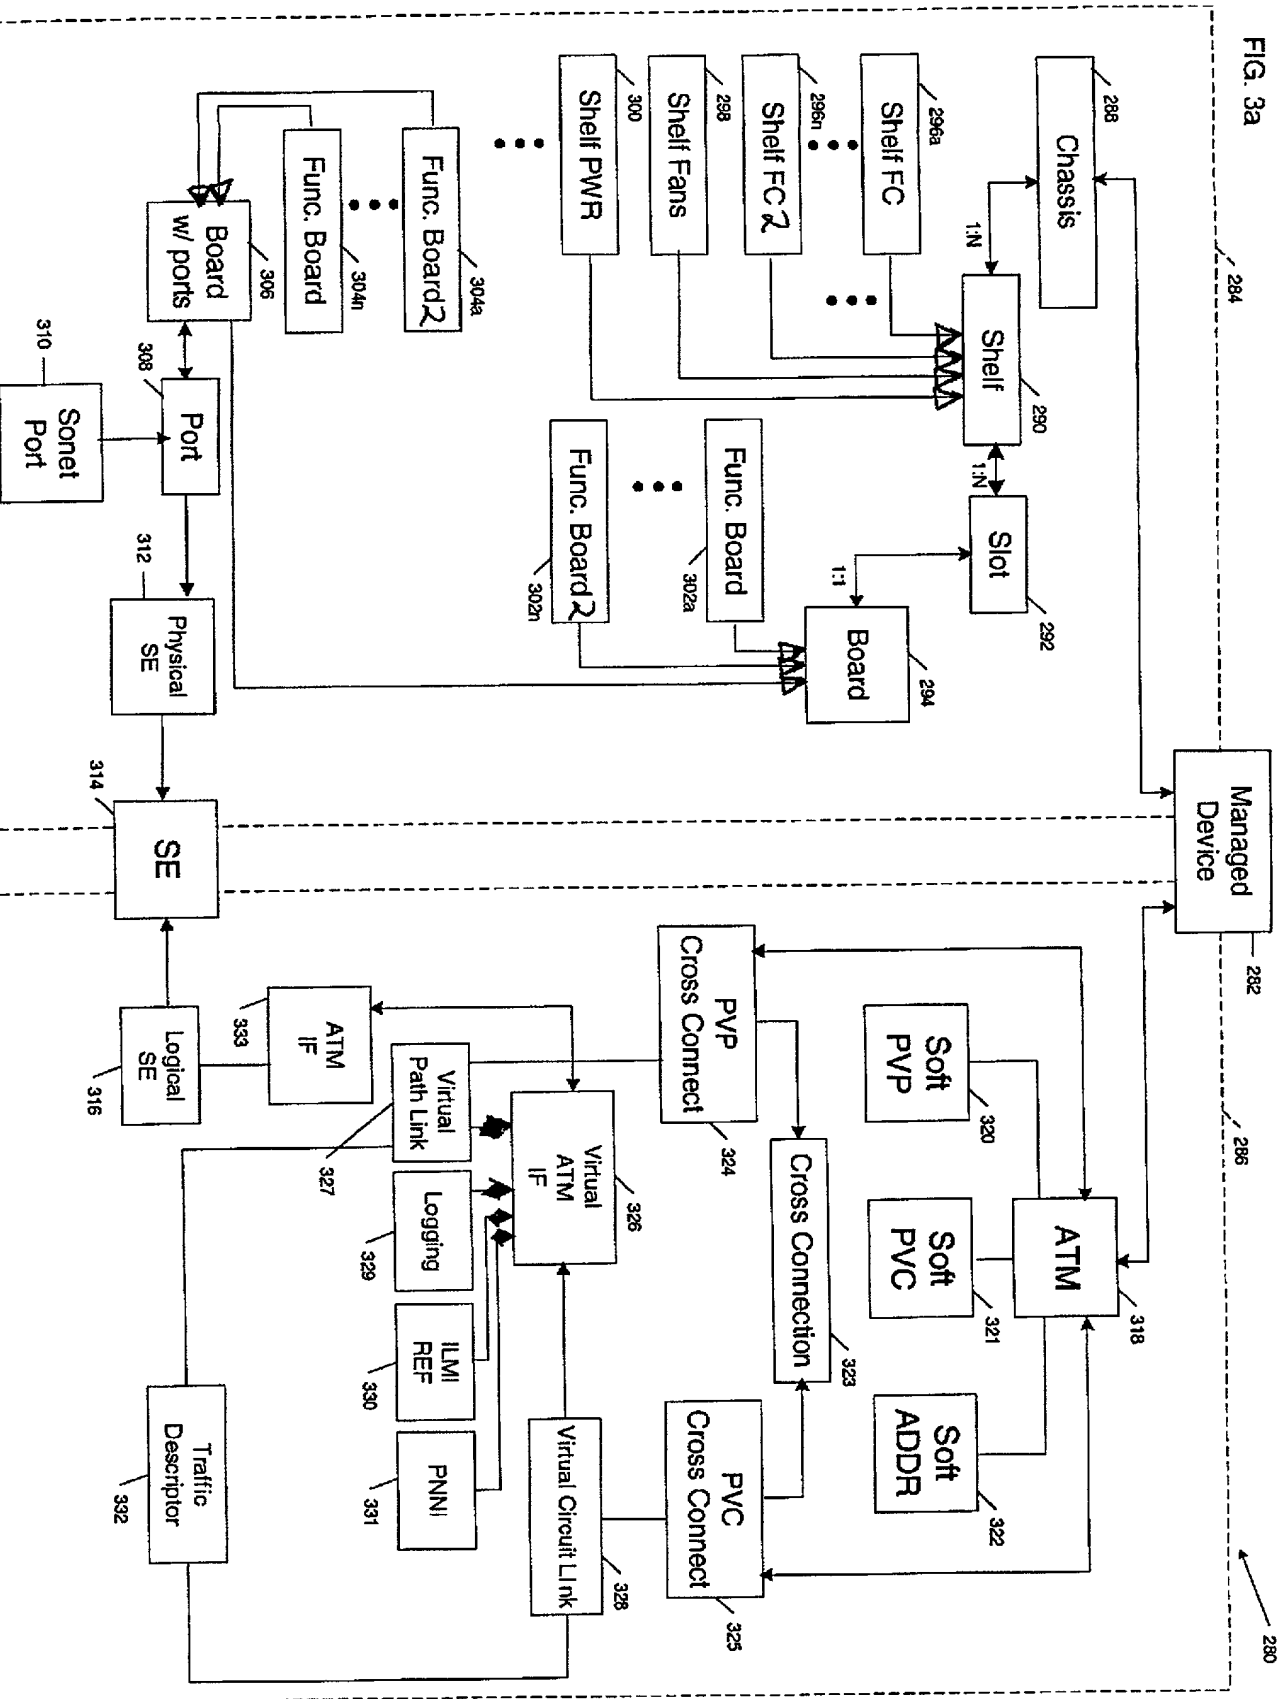 FIG. 3a
280
Managed
Device
282
284
286
288
Chassis
1:N
Shelf
290
1:N
Slot
292
1:1
Board
294
296a
Shelf FC
296n
Shelf FC 2
298
Shelf Fans
300
Shelf PWR
Func. Board
302a
Func. Board 2
302n
Func. Board 2
304a
Func. Board
304n
Board
w/ ports
306
Port
308
Sonet
Port
310
Physical
SE
312
SE
314
Logical
SE
316
ATM
318
Soft
PVP
320
Soft
PVC
321
Soft
ADDR
322
Cross Connection
323
PVP
Cross Connect
324
PVC
Cross Connect
325
Virtual
ATM
IF
326
Virtual
Path Link
327
Virtual Circuit LInk
328
Logging
329
ILMI
REF
330
PNNI
331
Traffic
Descriptor
332
ATM
IF
333